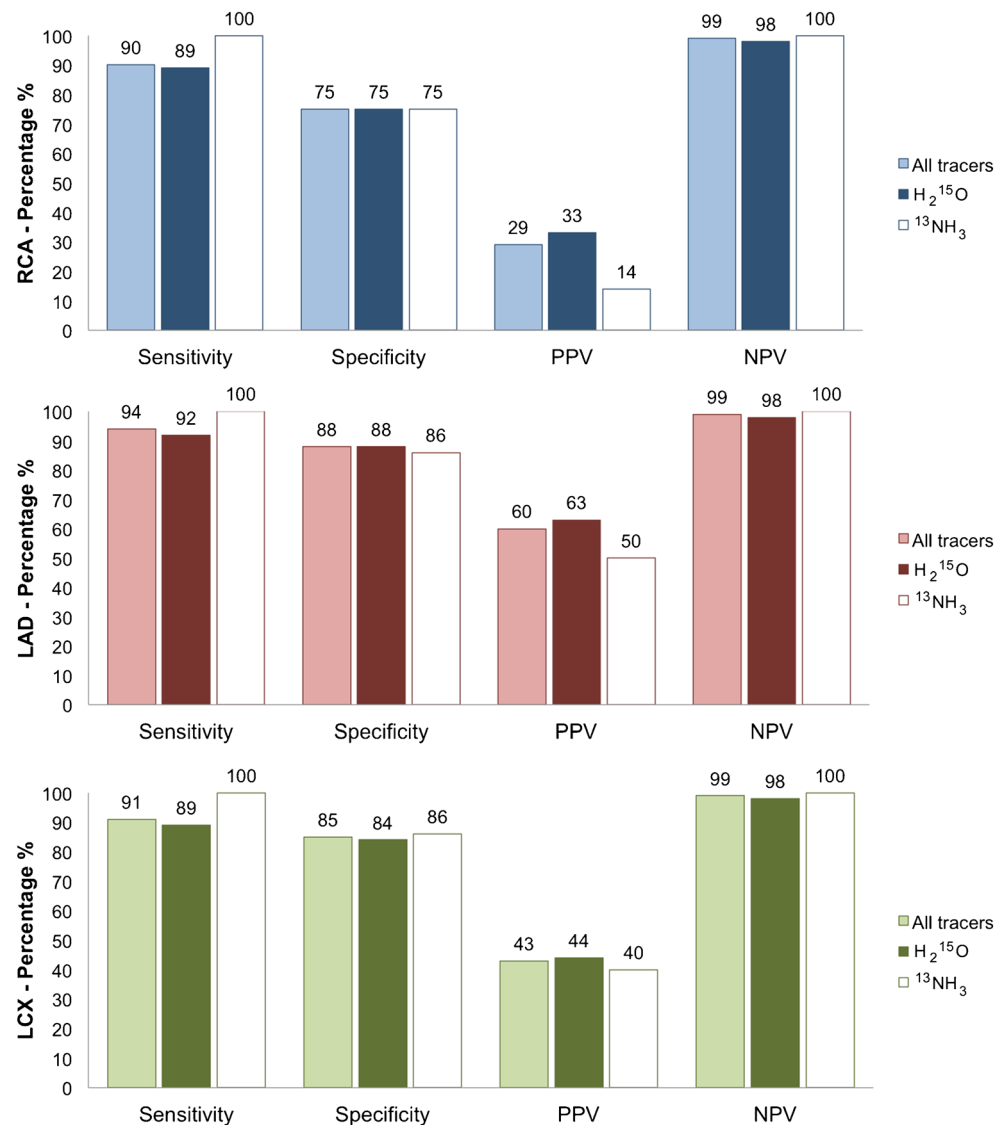 RCA - Percentage %
100
90
80
70
60
50
40
30
20
10
0
90
89
100
75
75
75
29
33
14
99
98
100
Sensitivity
Specificity
PPV
NPV
All tracers
H₂¹⁵O
¹³NH₃
LAD - Percentage %
100
90
80
70
60
50
40
30
20
10
0
94
92
100
88
88
86
60
63
50
99
98
100
Sensitivity
Specificity
PPV
NPV
All tracers
H₂¹⁵O
¹³NH₃
LCX - Percentage %
100
90
80
70
60
50
40
30
20
10
0
91
89
100
85
84
86
43
44
40
99
98
100
Sensitivity
Specificity
PPV
NPV
All tracers
H₂¹⁵O
¹³NH₃